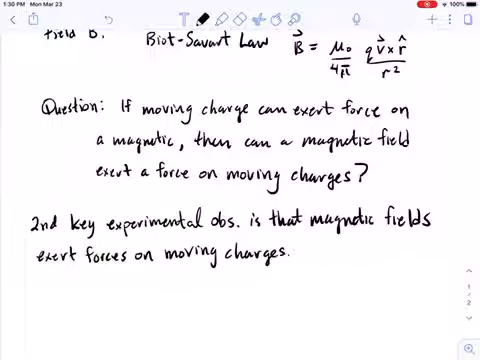 1:30 PM Mon Mar 23
100%
Field B. Biot-Savart Law B⃗ = μ₀/4π qv⃗ × r̂/r²
Question: If moving charge can exert force on
a magnetic, then can a magnetic field
exert a force on moving charges?
2nd key experimental obs. is that magnetic fields
exert forces on moving charges.
1
/
2